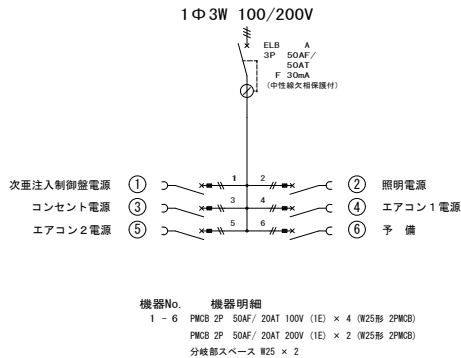 1Φ3W 100/200V
ELB A
3P 50AF/
50AT
F 30mA
(中性線欠相保護付)
次亜注入制御盤電源 ① 1 2 ② 照明電源
コンセント電源 ③ 3 4 ④ エアコン1電源
エアコン2電源 ⑤ 5 6 ⑥ 予 備
機器No. 機器明細
1 - 6 PMCB 2P 50AF/ 20AT 100V (1E) × 4 (W25形 2PMCB)
PMCB 2P 50AF/ 20AT 200V (1E) × 2 (W25形 2PMCB)
分岐部スペース W25 × 2